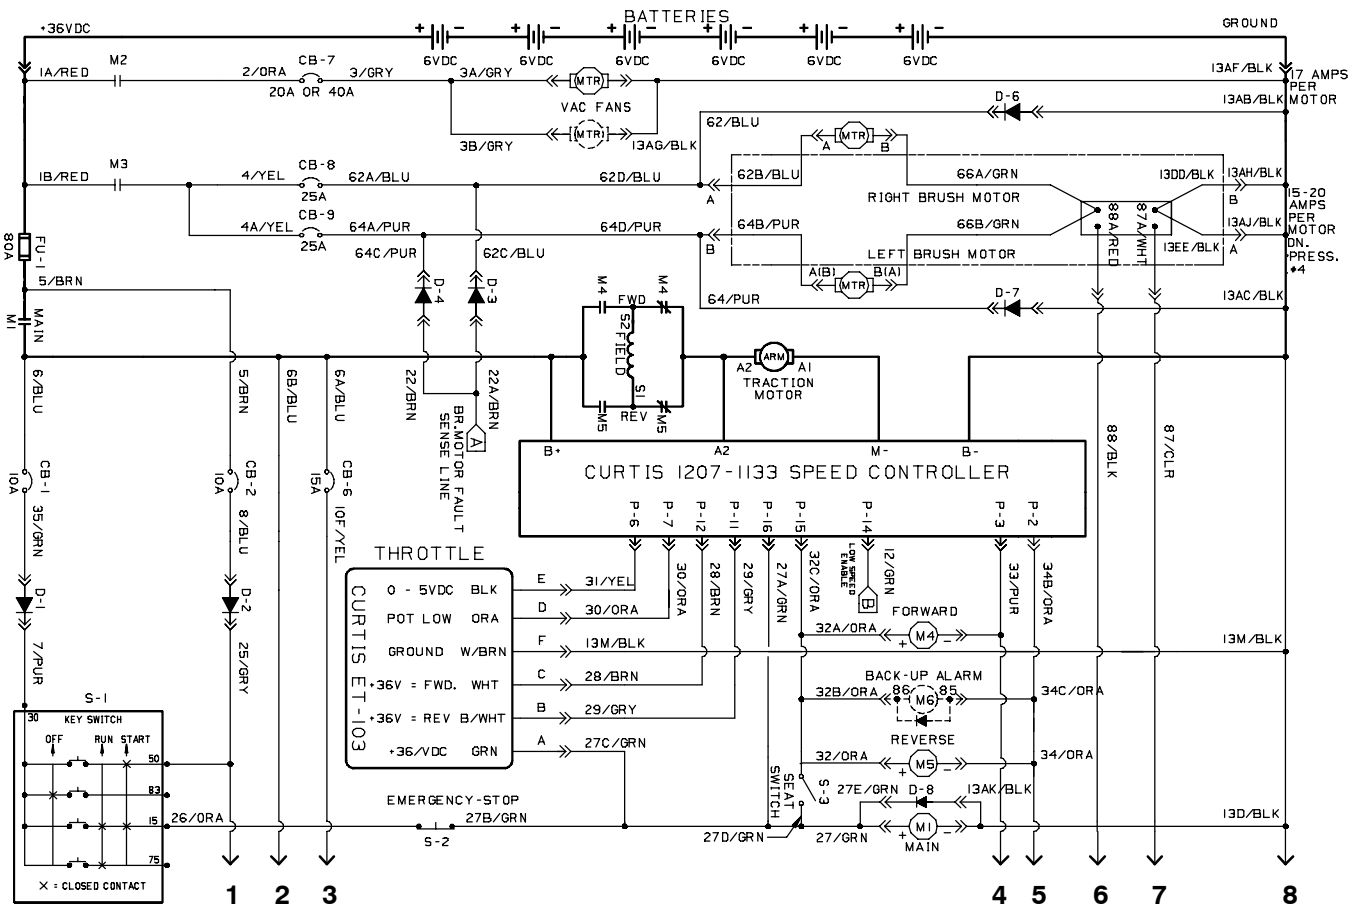 BATTERIES
+36VDC
GROUND
+ - + - + - + - + - + -
6VDC 6VDC 6VDC 6VDC 6VDC 6VDC
1A/RED M2 2/ORA CB-7 3/GRY 3A/GRY MTR 13AF/BLK
20A OR 40A
VAC FANS
17 AMPS
PER
MOTOR
D-6 13AB/BLK
62/BLU
3B/GRY MTR 13AG/BLK
A MTR B
1B/RED M3 4/YEL CB-8 62A/BLU 62D/BLU A 62B/BLU 66A/GRN 13DD/BLK 13AH/BLK
25A
B
RIGHT BRUSH MOTOR
88A/RED 87A/WHT
15-20
AMPS
PER
MOTOR
DN.
PRESS.
#4
4A/YEL CB-9 64A/PUR 64D/PUR B 64B/PUR 66B/GRN 13EE/BLK 13AJ/BLK
25A
A
64C/PUR 62C/BLU
LEFT BRUSH MOTOR
A(B) MTR B(A)
FU-1
80A
5/BRN
D-4 D-3
64/PUR D-7 13AC/BLK
M4 FWD M4
MAIN
M1
S2 FIELD S1
M5 REV M5
A2 ARM A1
TRACTION
MOTOR
6/BLU 5/BRN 6B/BLU 6A/BLU 22/BRN 22A/BRN
A
BR.MOTOR FAULT
SENSE LINE
88/BLK 87/CLR
B+ A2 M- B-
CURTIS 1207-1133 SPEED CONTROLLER
P-6 P-7 P-12 P-11 P-16 P-15 P-14 P-3 P-2
CB-1
10A
CB-2
10A
CB-6
15A
35/GRN 8/BLU 10F/YEL
D-1 D-2
7/PUR 25/GRY
30/ORA 28/BRN 29/GRY 27A/GRN 32C/ORA
LOW SPEED
ENABLE
12/GRN
B
33/PUR 34B/ORA
THROTTLE
CURTIS ET-103
0 - 5VDC BLK E 31/YEL
POT LOW ORA D 30/ORA
GROUND W/BRN F 13M/BLK
+36V = FWD. WHT C 28/BRN
+36V = REV B/WHT B 29/GRY
+36/VDC GRN A 27C/GRN
FORWARD
32A/ORA + M4 -
13M/BLK
BACK-UP ALARM
32B/ORA 86 M6 85 34C/ORA
REVERSE
32/ORA + M5 - 34/ORA
SEAT
SWITCH
S-3
27E/GRN D-8 13AK/BLK
27D/GRN 27/GRN + M1 - 13D/BLK
MAIN
EMERGENCY-STOP
26/ORA 27B/GRN
S-2
S-1
30 KEY SWITCH
OFF RUN START
50
83
15
75
X = CLOSED CONTACT
1 2 3 4 5 6 7 8